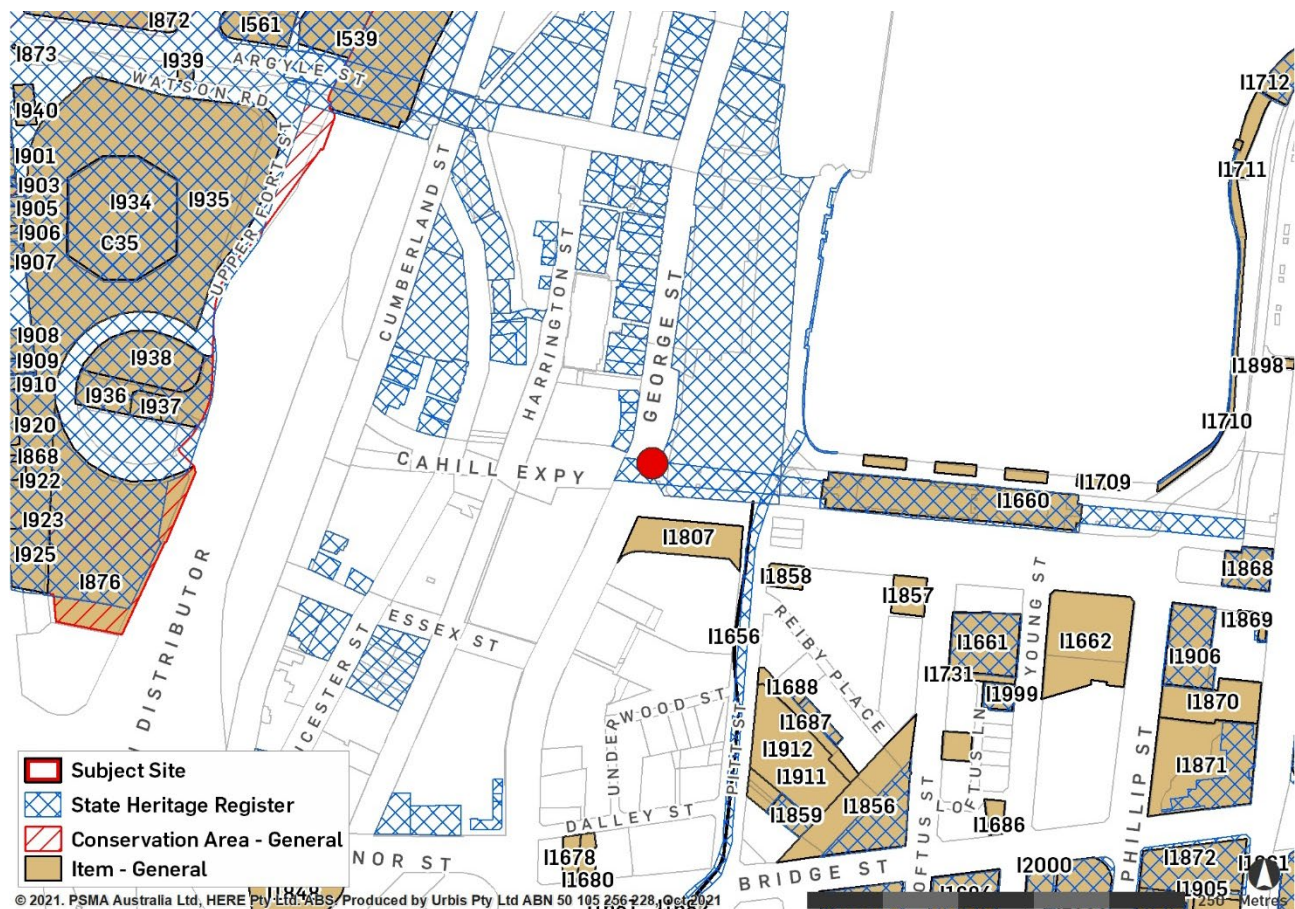 I872
I561
I539
I873
I939
ARGYLE ST
WATSON RD
I940
I712
I901
I711
I903
I934
I935
I905
I906
C35
I907
UPPER FORT ST
CUMBERLAND ST
HARRINGTON ST
GEORGE ST
I908
I938
I909
I910
I936
I937
I898
I920
I710
I868
CAHILL EXPY
I922
I709
I660
I923
I807
I925
I876
I858
I857
I868
YOUNG ST
ESSEX ST
I656
REIBY PLACE
I661
I662
I869
I906
I731
I999
I688
I870
I687
UNDERWOOD ST
DISTRIBUTOR
ICESTER ST
PITT ST
I912
I911
I871
PHILLIP ST
LOFTUS LN
I859
I856
LOFTUS ST
DALLEY ST
I686
I678
I680
NOR ST
BRIDGE ST
I2000
I872
I905
I848
Subject Site
State Heritage Register
Conservation Area - General
Item - General
© 2021. PSMA Australia Ltd, HERE Pty Ltd. ABS. Produced by Urbis Pty Ltd ABN 50 105 256 228, Oct 2021
250 Metres